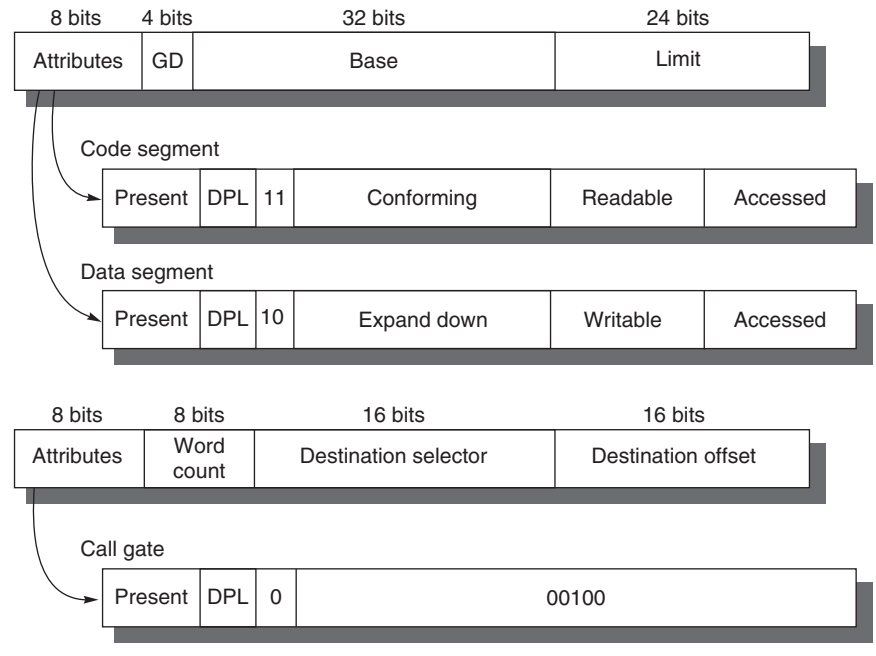 8 bits 4 bits 32 bits 24 bits
Attributes GD Base Limit
Code segment
Present DPL 11 Conforming Readable Accessed
Data segment
Present DPL 10 Expand down Writable Accessed
8 bits 8 bits 16 bits 16 bits
Attributes Word count Destination selector Destination offset
Call gate
Present DPL 0 00100